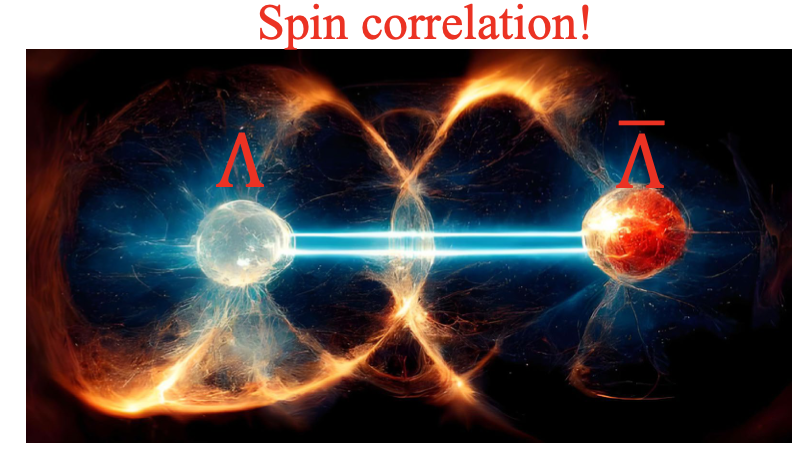 Spin correlation!
Λ Λ̅